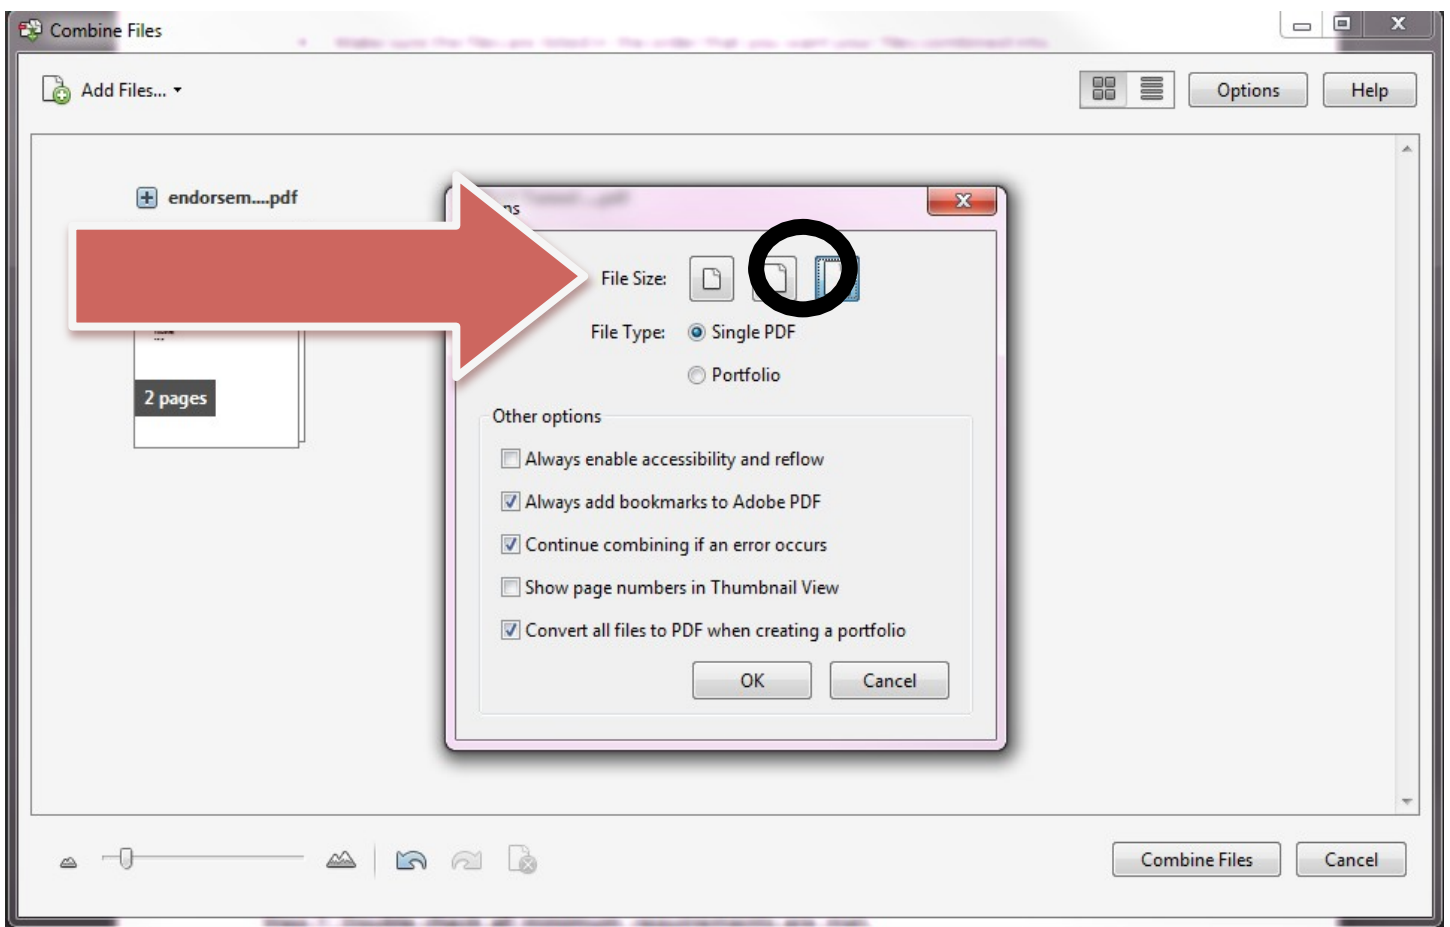 Combine Files
Add Files...
Options
Help
endorsem....pdf
ns
File Size:
File Type:
Single PDF
Portfolio
2 pages
Other options
Always enable accessibility and reflow
Always add bookmarks to Adobe PDF
Continue combining if an error occurs
Show page numbers in Thumbnail View
Convert all files to PDF when creating a portfolio
OK
Cancel
Combine Files
Cancel